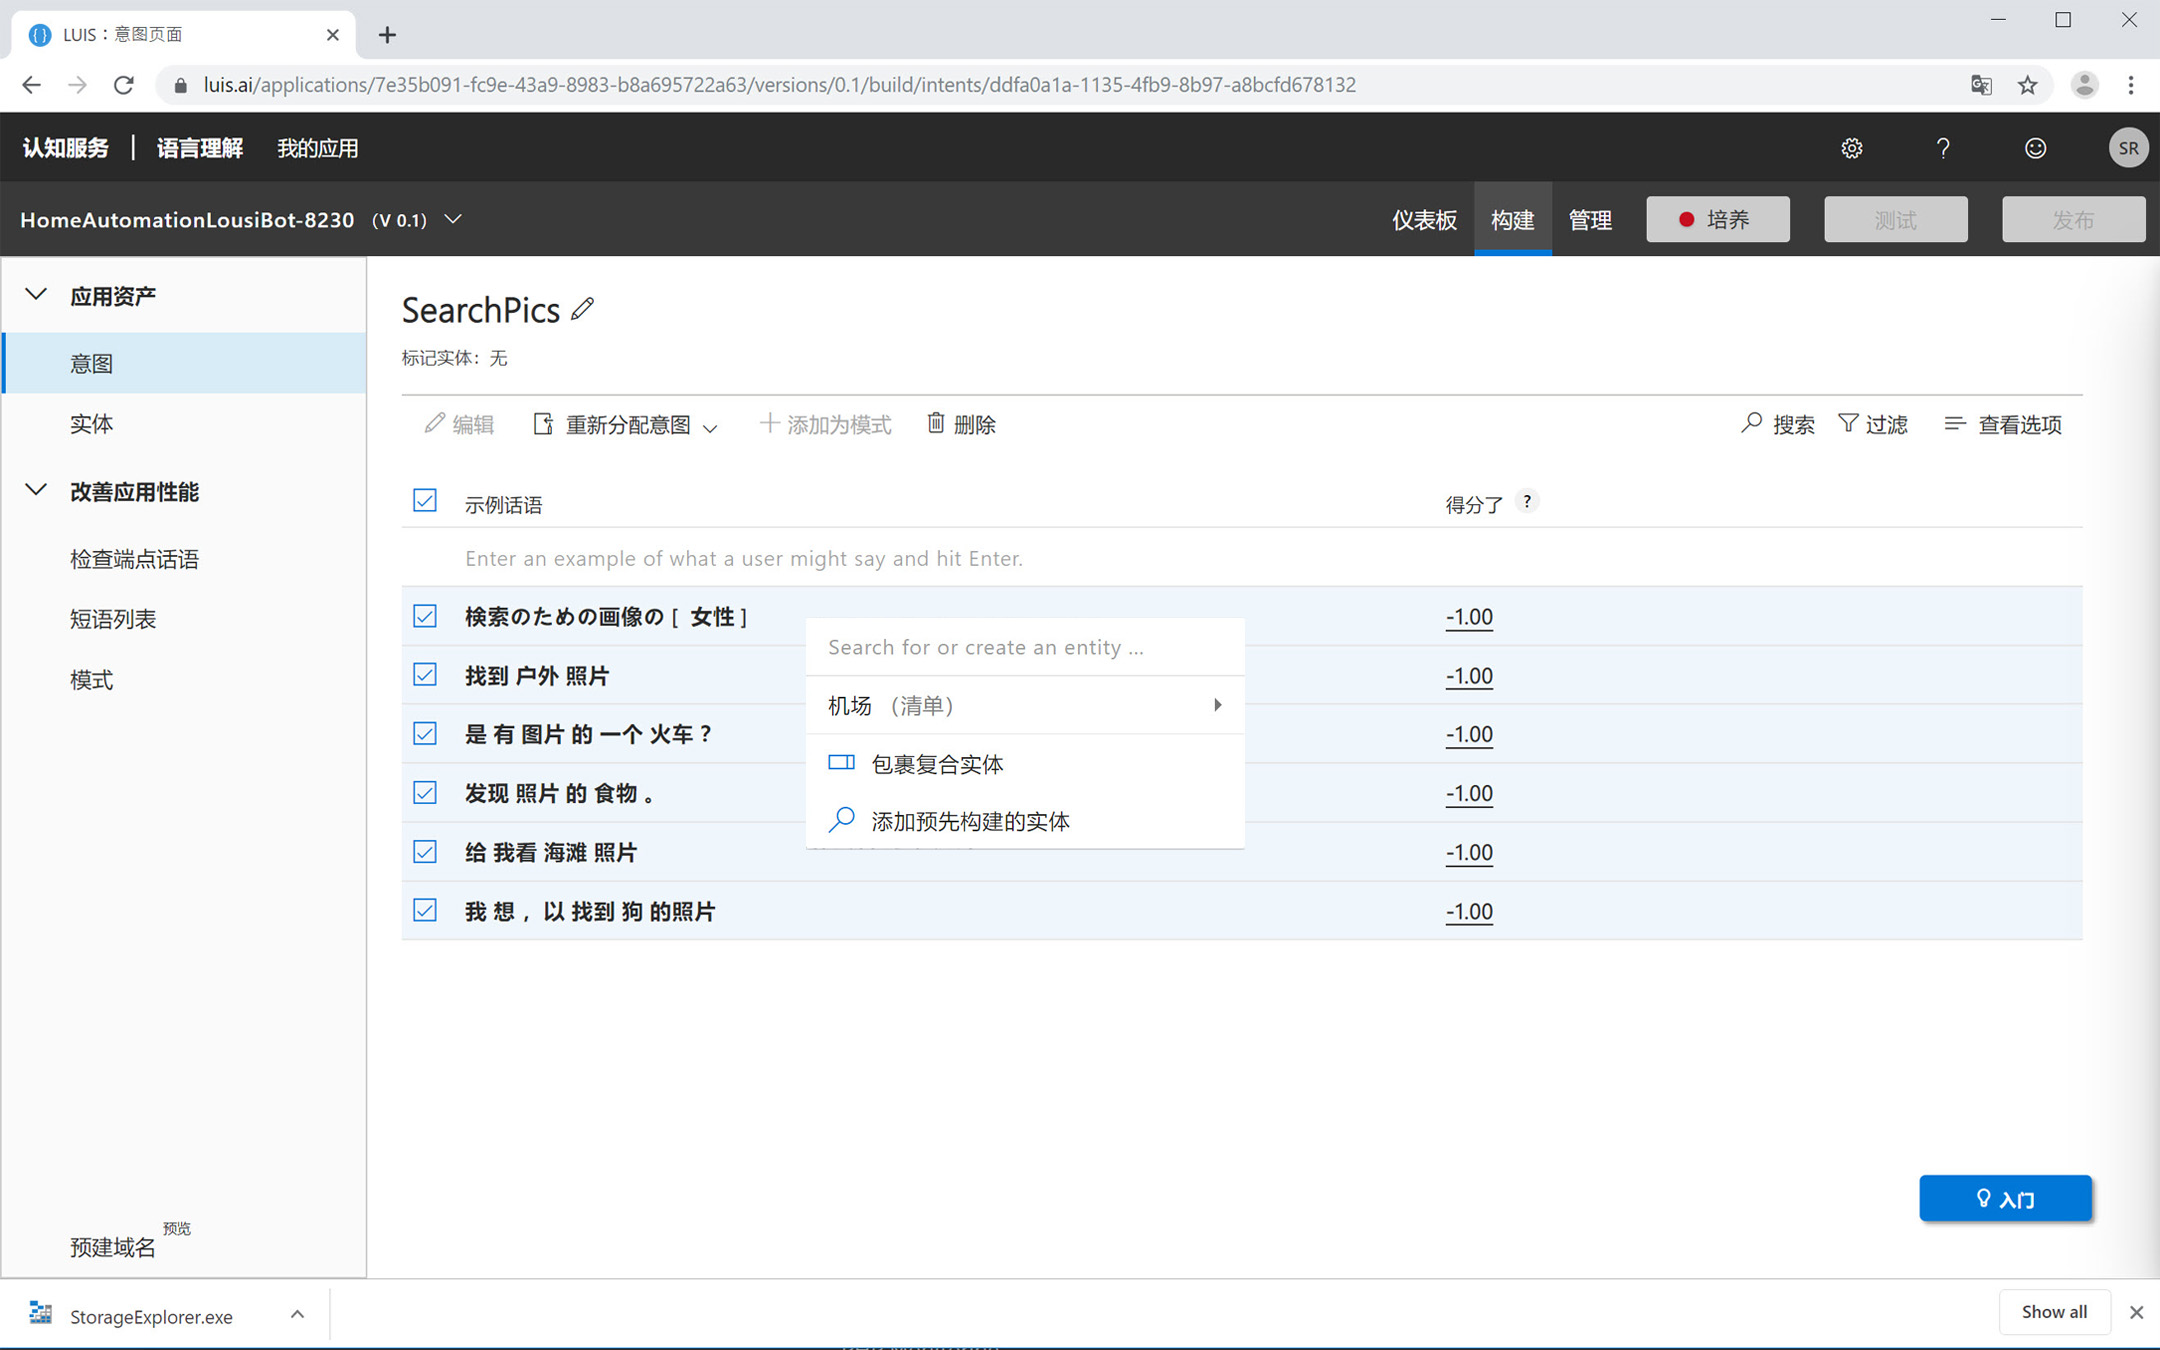 LUIS：意图页面
luis.ai/applications/7e35b091-fc9e-43a9-8983-b8a695722a63/versions/0.1/build/intents/ddfa0a1a-1135-4fb9-8b97-a8bcfd678132
认知服务 | 语言理解 我的应用 ? SR
HomeAutomationLousiBot-8230 (V 0.1) 仪表板 构建 管理 培养 测试 发布
应用资产
意图
实体
改善应用性能
检查端点话语
短语列表
模式
预建域名 预览
SearchPics
标记实体：无
编辑 重新分配意图 添加为模式 删除 搜索 过滤 查看选项
示例话语 得分了 ?
Enter an example of what a user might say and hit Enter.
検索のための画像の [ 女性 ] -1.00
找到 户外 照片 -1.00
是 有 图片 的 一个 火车？ -1.00
发现 照片 的 食物 。 -1.00
给 我看 海滩 照片 -1.00
我 想， 以 找到 狗 的照片 -1.00
Search for or create an entity ...
机场 （清单）
包裹复合实体
添加预先构建的实体
入门
StorageExplorer.exe Show all